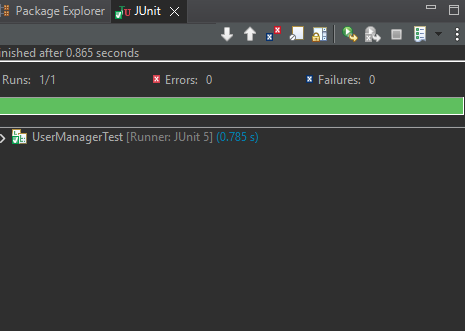 Package Explorer JUnit
inished after 0.865 seconds
Runs: 1/1 Errors: 0 Failures: 0
UserManagerTest [Runner: JUnit 5] (0.785 s)